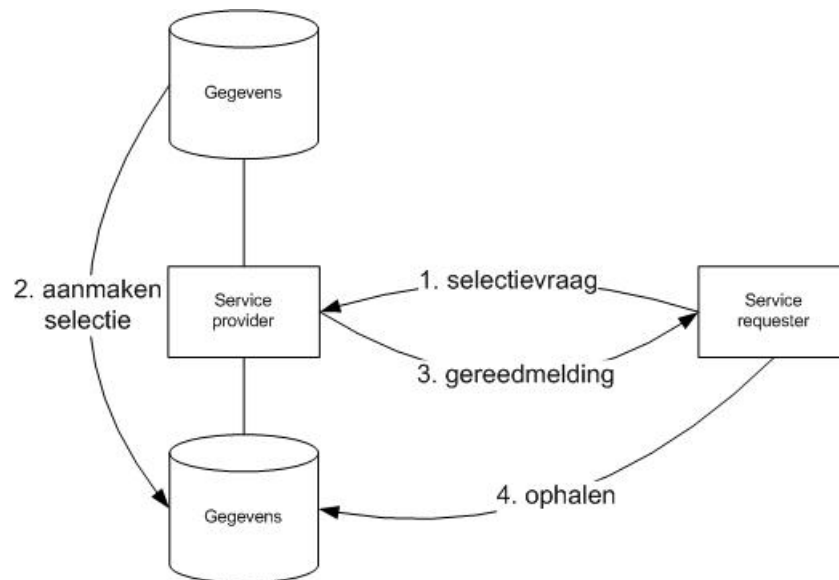 Gegevens
2. aanmaken
selectie
Service
provider
1. selectievraag
3. gereedmelding
Service
requester
4. ophalen
Gegevens